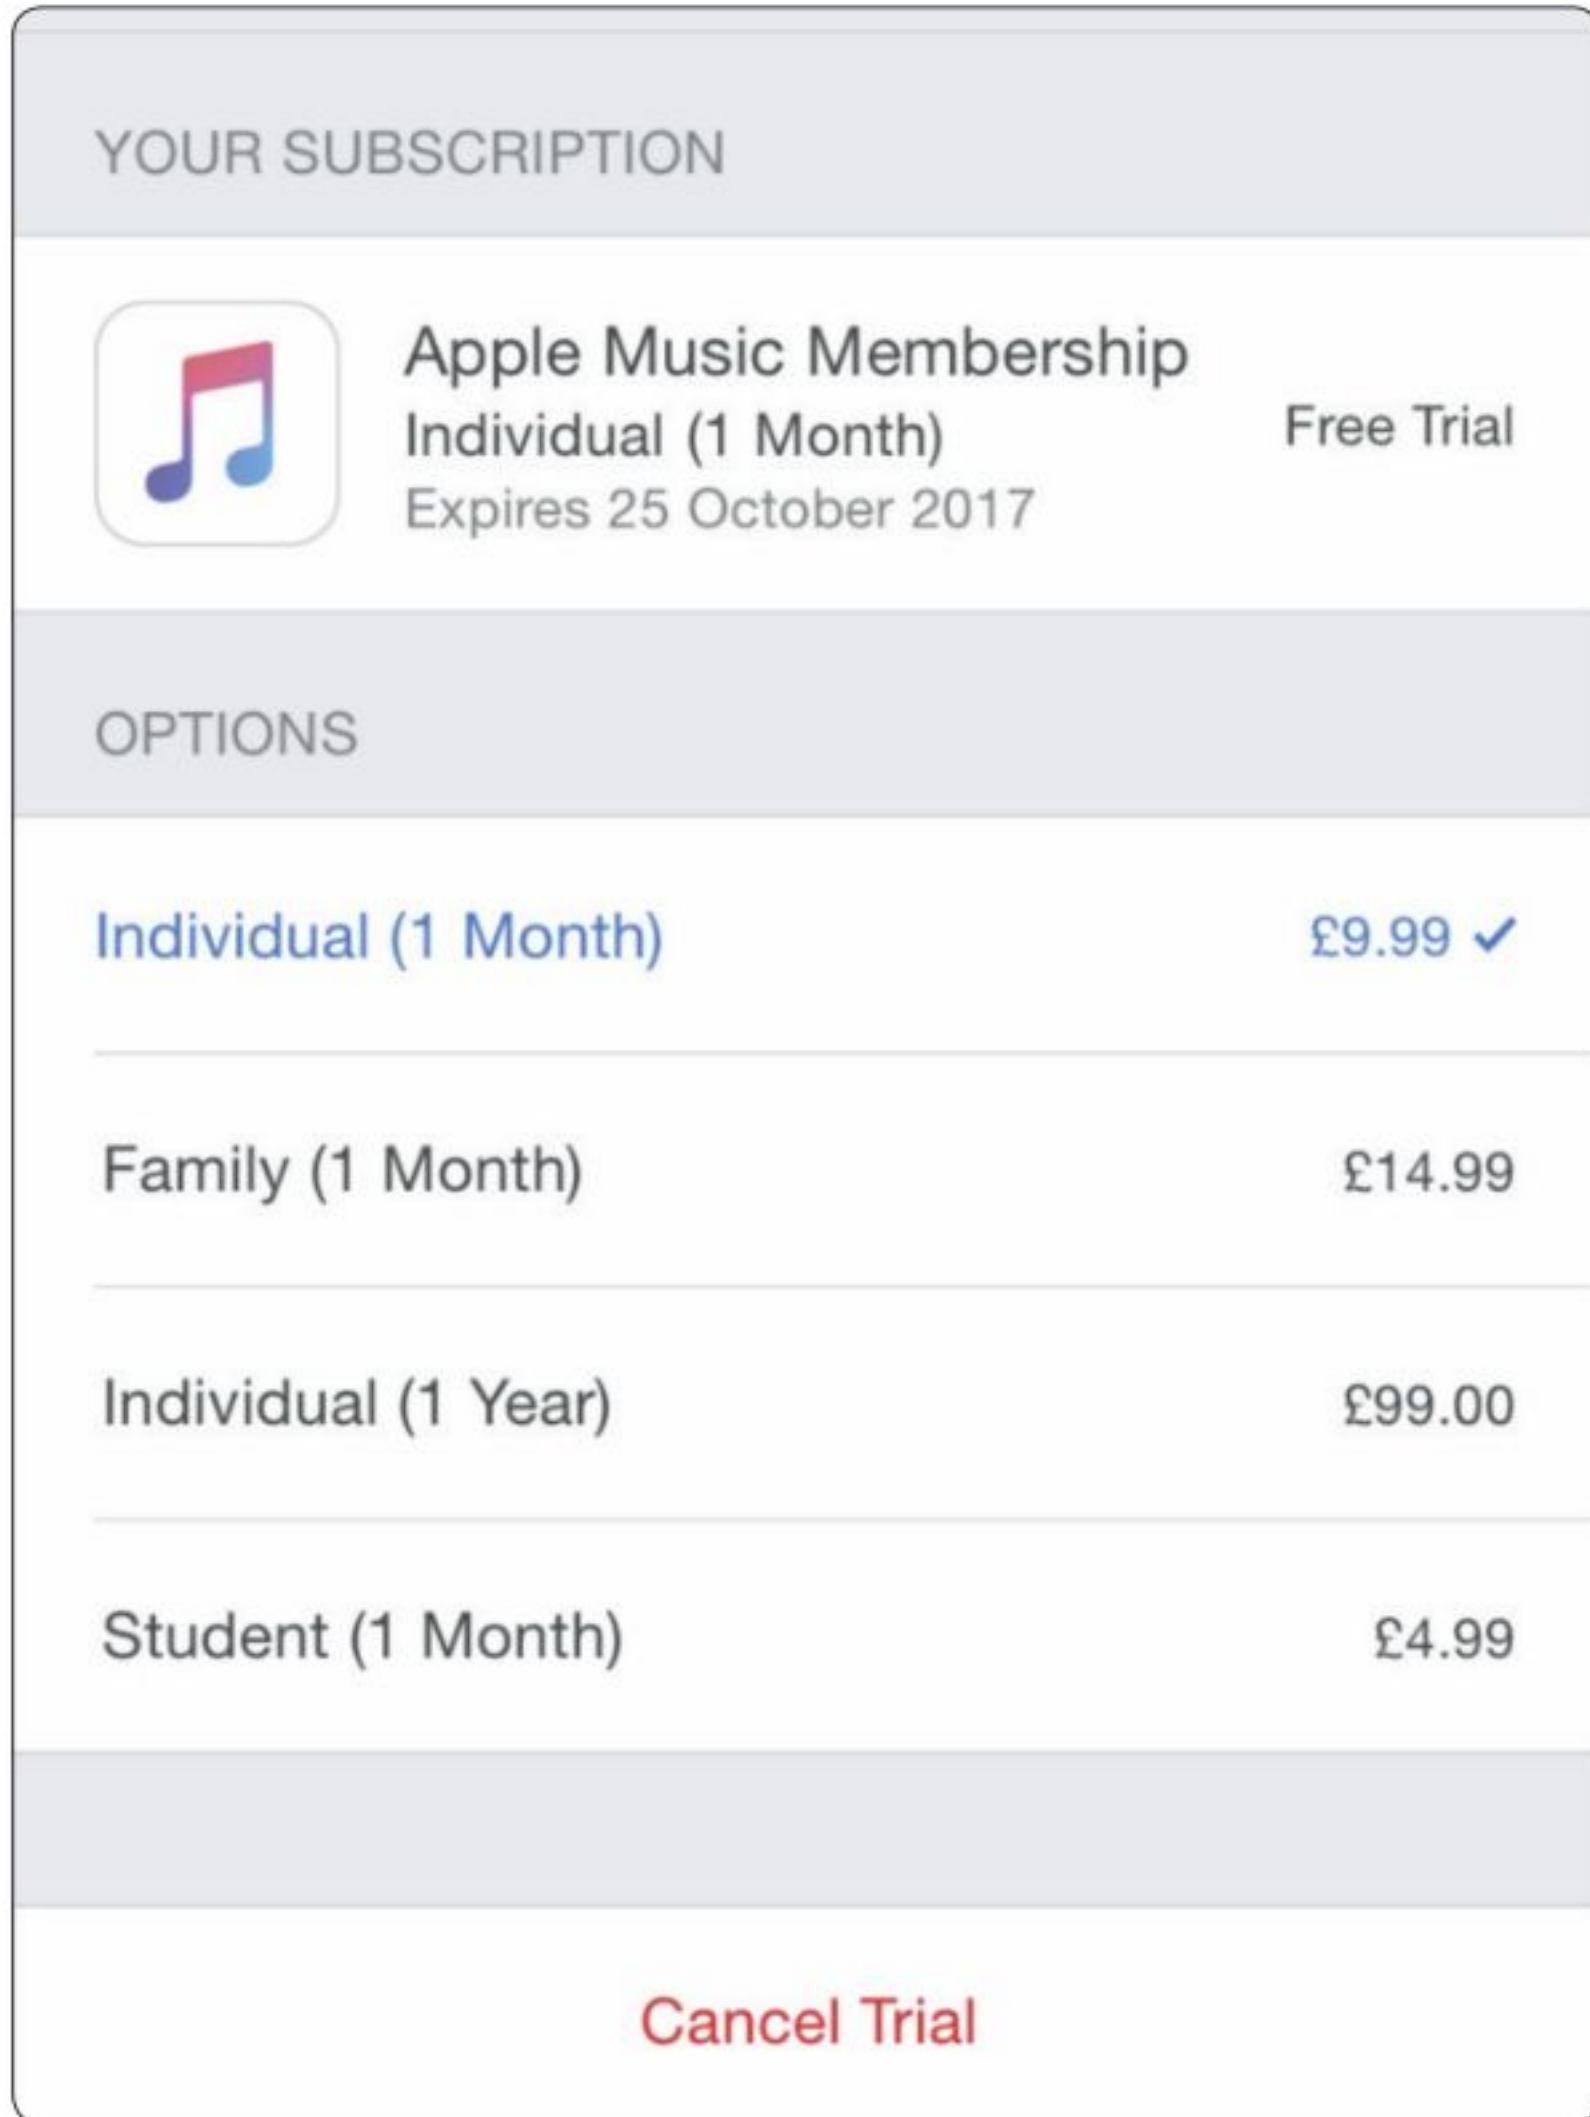 YOUR SUBSCRIPTION
Apple Music Membership
Individual (1 Month)
Free Trial
Expires 25 October 2017
OPTIONS
Individual (1 Month) £9.99 ✓
Family (1 Month) £14.99
Individual (1 Year) £99.00
Student (1 Month) £4.99
Cancel Trial